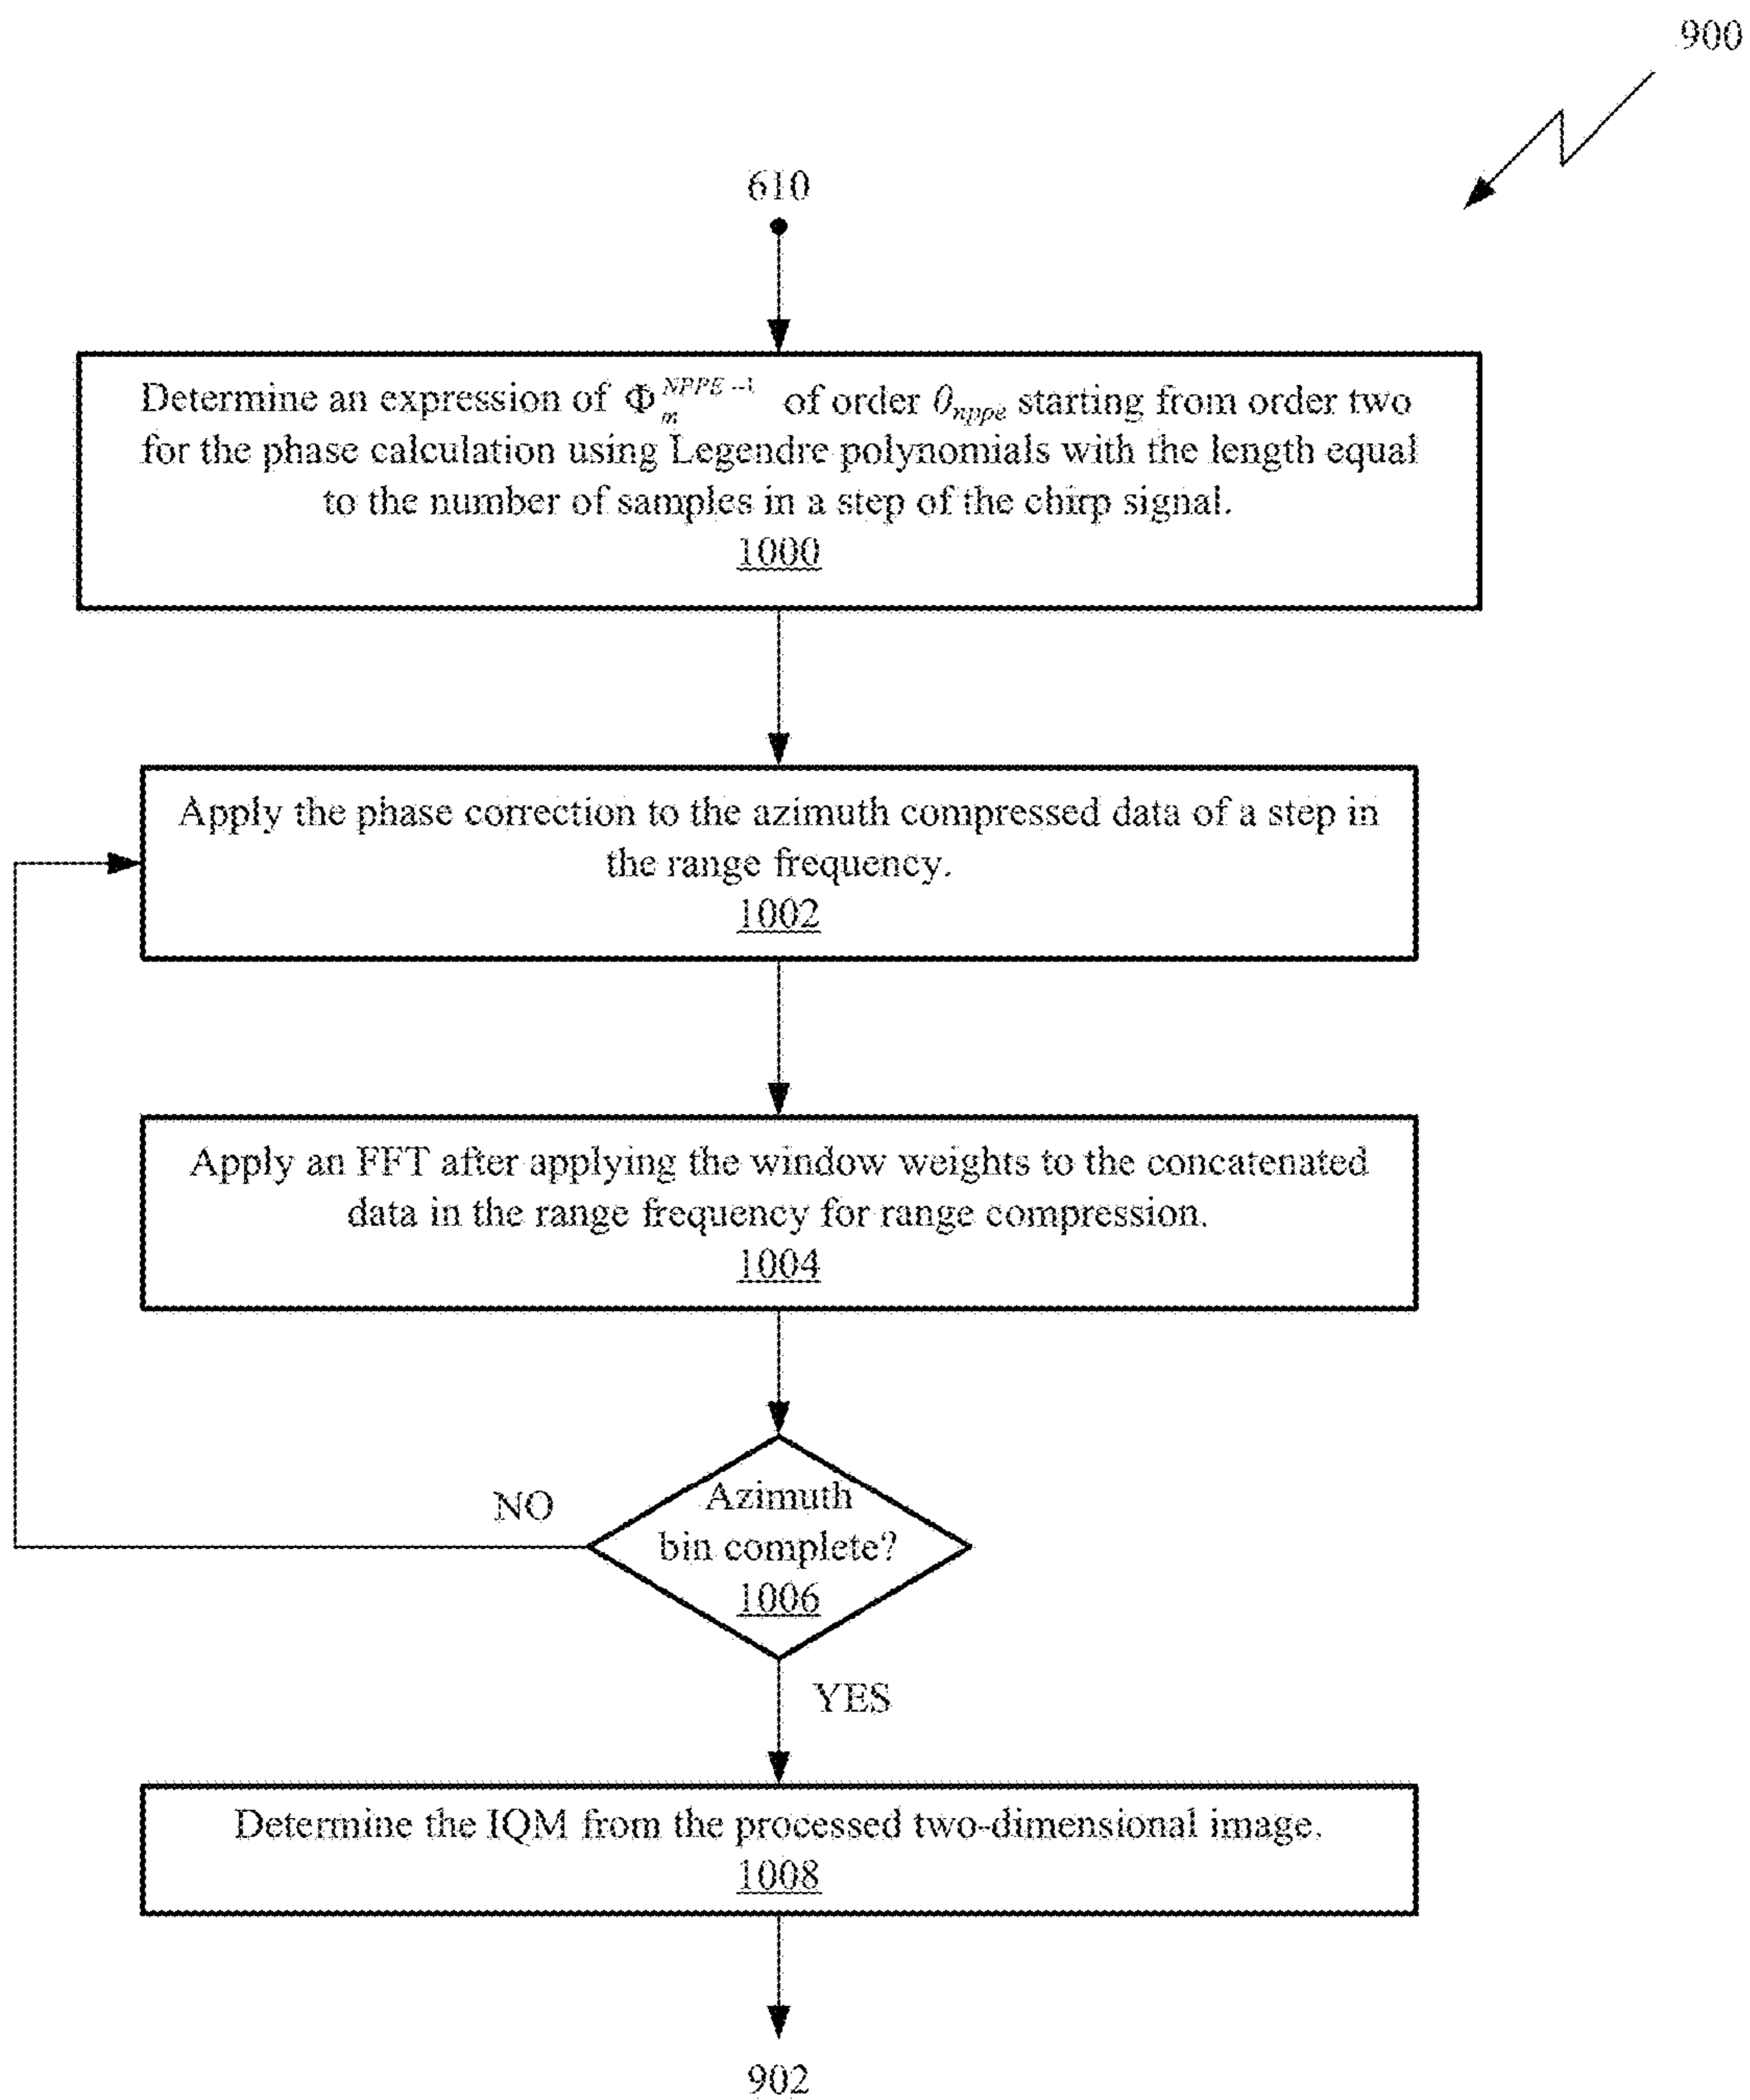 900
610
Determine an expression of Φ_m^{NPPE-1} of order θ_nppe starting from order two
for the phase calculation using Legendre polynomials with the length equal
to the number of samples in a step of the chirp signal.
1000
Apply the phase correction to the azimuth compressed data of a step in
the range frequency.
1002
Apply an FFT after applying the window weights to the concatenated
data in the range frequency for range compression.
1004
Azimuth
bin complete?
1006
NO
YES
Determine the IQM from the processed two-dimensional image.
1008
902